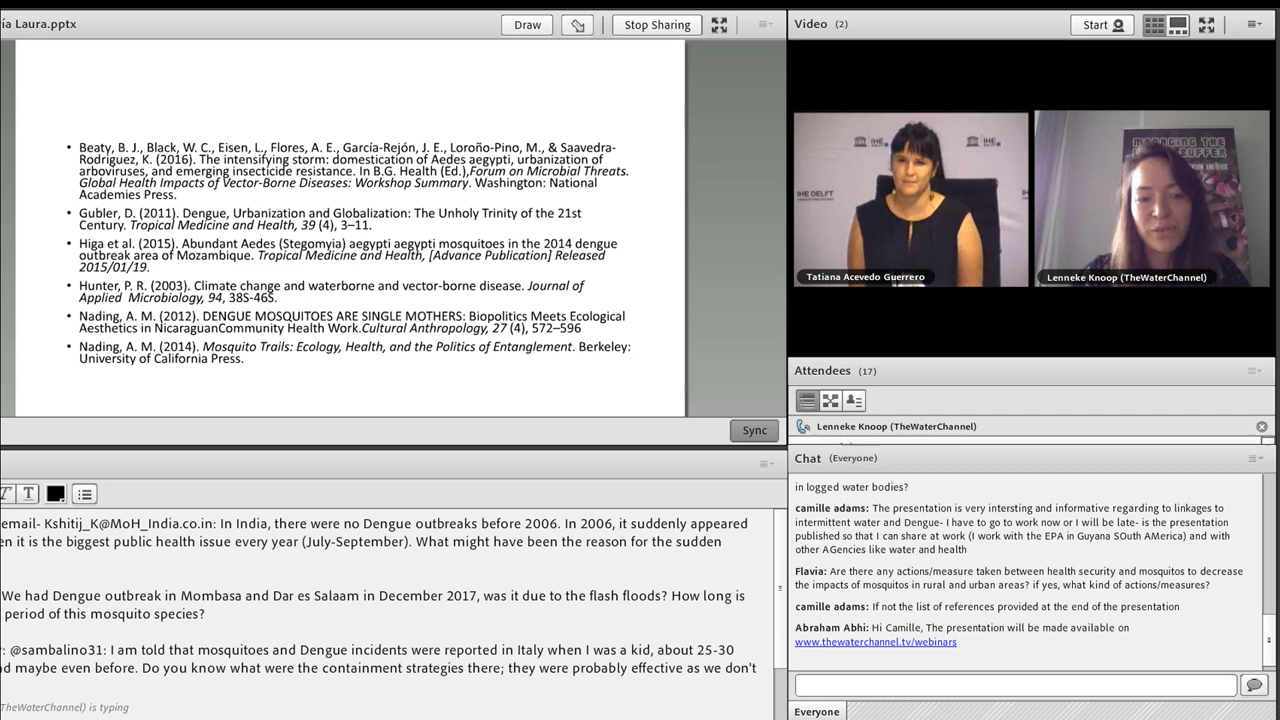 ía Laura.pptx
Draw
Stop Sharing
• Beaty, B. J., Black, W. C., Eisen, L., Flores, A. E., García-Rejón, J. E., Loroño-Pino, M., & Saavedra-
Rodriguez, K. (2016). The intensifying storm: domestication of Aedes aegypti, urbanization of
arboviruses, and emerging insecticide resistance. In B.G. Health (Ed.),Forum on Microbial Threats.
Global Health Impacts of Vector-Borne Diseases: Workshop Summary. Washington: National
Academies Press.
• Gubler, D. (2011). Dengue, Urbanization and Globalization: The Unholy Trinity of the 21st
Century. Tropical Medicine and Health, 39 (4), 3–11.
• Higa et al. (2015). Abundant Aedes (Stegomyia) aegypti aegypti mosquitoes in the 2014 dengue
outbreak area of Mozambique. Tropical Medicine and Health, [Advance Publication] Released
2015/01/19.
• Hunter, P. R. (2003). Climate change and waterborne and vector-borne disease. Journal of
Applied Microbiology, 94, 38S-46S.
• Nading, A. M. (2012). DENGUE MOSQUITOES ARE SINGLE MOTHERS: Biopolitics Meets Ecological
Aesthetics in NicaraguanCommunity Health Work.Cultural Anthropology, 27 (4), 572–596
• Nading, A. M. (2014). Mosquito Trails: Ecology, Health, and the Politics of Entanglement. Berkeley:
University of California Press.
Sync
email- Kshitij_K@MoH_India.co.in: In India, there were no Dengue outbreaks before 2006. In 2006, it suddenly appeared
en it is the biggest public health issue every year (July-September). What might have been the reason for the sudden
We had Dengue outbreak in Mombasa and Dar es Salaam in December 2017, was it due to the flash floods? How long is
period of this mosquito species?
r: @sambalino31: I am told that mosquitos and Dengue incidents were reported in Italy when I was a kid, about 25-30
nd maybe even before. Do you know what were the containment strategies there; they were probably effective as we don't
TheWaterChannel) is typing
Video (2)
Start
IHE
IHE
IHE DELFT
MANAGING THE
BUFFER
Tatiana Acevedo Guerrero
Lenneke Knoop (TheWaterChannel)
Attendees (17)
Lenneke Knoop (TheWaterChannel)
Chat (Everyone)
in logged water bodies?
camille adams: The presentation is very intersting and informative regarding to linkages to
intermittent water and Dengue- I have to go to work now or I will be late- is the presentation
published so that I can share at work (I work with the EPA in Guyana SOuth AMerica) and with
other AGencies like water and health
Flavia: Are there any actions/measure taken between health security and mosquitos to decrease
the impacts of mosquitos in rural and urban areas? if yes, what kind of actions/measures?
camille adams: If not the list of references provided at the end of the presentation
Abraham Abhi: Hi Camille, The presentation will be made available on
www.thewaterchannel.tv/webinars
Everyone